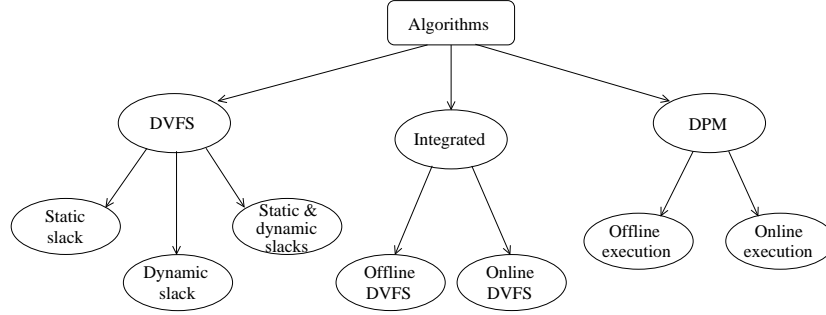 Algorithms
DVFS
Integrated
DPM
Static
slack
Dynamic
slack
Static &
dynamic
slacks
Offline
DVFS
Online
DVFS
Offline
execution
Online
execution